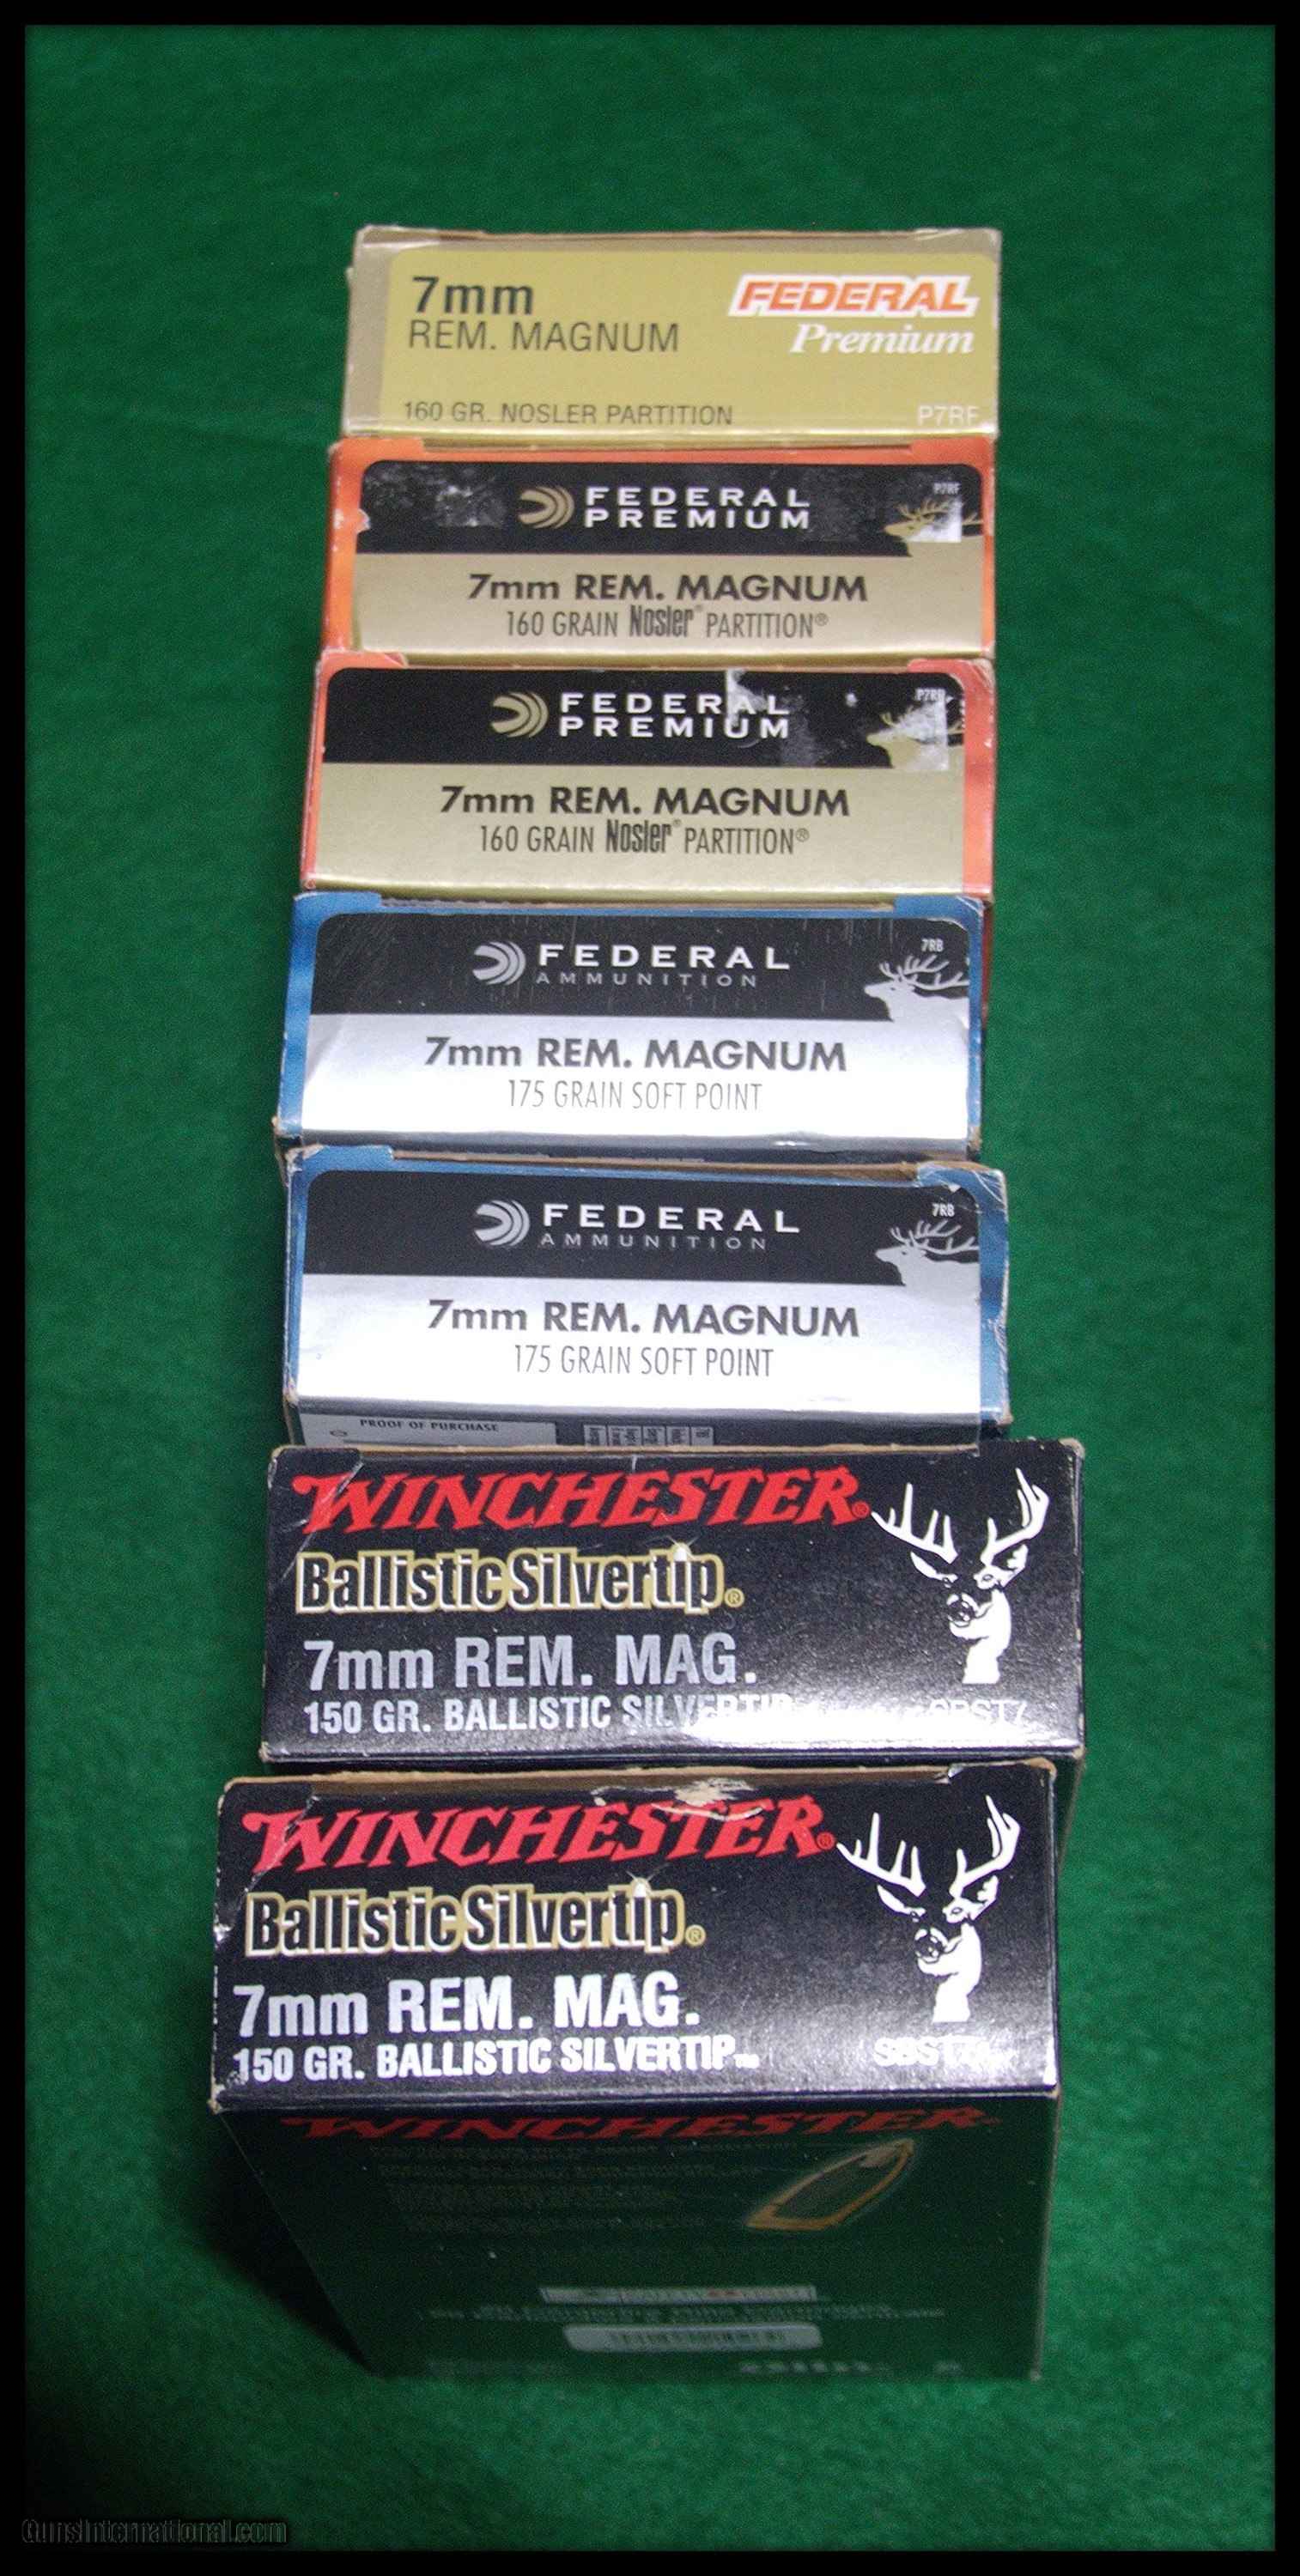 7mm
REM. MAGNUM
FEDERAL
Premium
160 GR. NOSLER PARTITION
P7RF
FEDERAL
PREMIUM
P7RF
7mm REM. MAGNUM
160 GRAIN Nosler® PARTITION®
FEDERAL
PREMIUM
7mm REM. MAGNUM
160 GRAIN Nosler® PARTITION®
FEDERAL
AMMUNITION
7RB
7mm REM. MAGNUM
175 GRAIN SOFT POINT
FEDERAL
AMMUNITION
7RB
7mm REM. MAGNUM
175 GRAIN SOFT POINT
PROOF OF PURCHASE
WINCHESTER®
Ballistic Silvertip®
7mm REM. MAG.
150 GR. BALLISTIC SILVERTIP
WINCHESTER®
Ballistic Silvertip®
7mm REM. MAG.
150 GR. BALLISTIC SILVERTIP™
WINCHESTER
GunsInternational.com